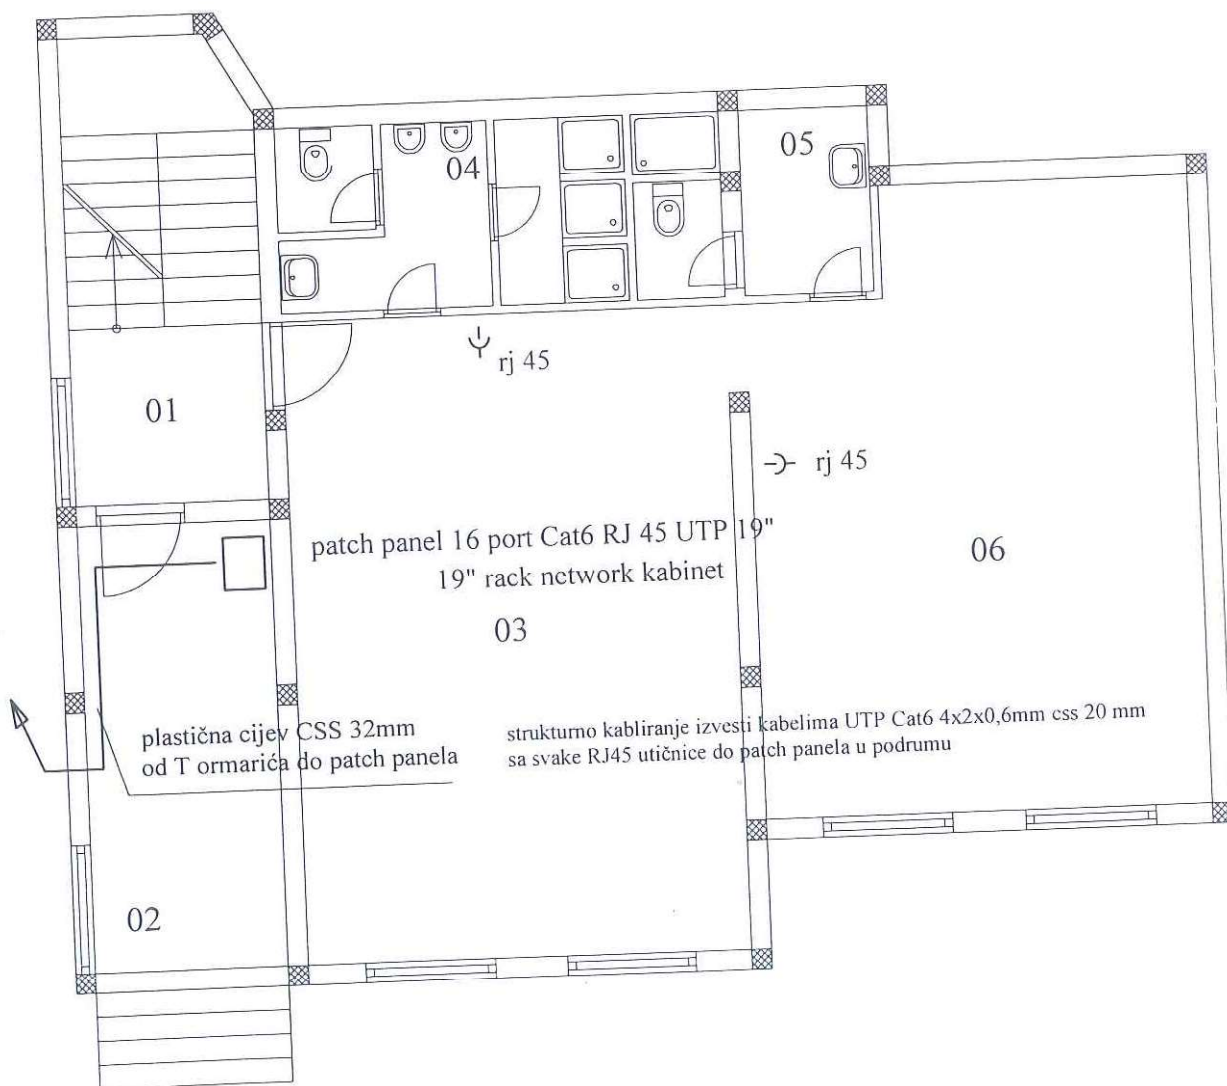 04
05
rj 45
01
rj 45
patch panel 16 port Cat6 RJ 45 UTP 19"
19" rack network kabinet
06
03
plastična cijev CSS 32mm
od T ormarića do patch panela
strukturno kabliranje izvesti kabelima UTP Cat6 4x2x0,6mm css 20 mm
sa svake RJ45 utičnice do patch panela u podrumu
02